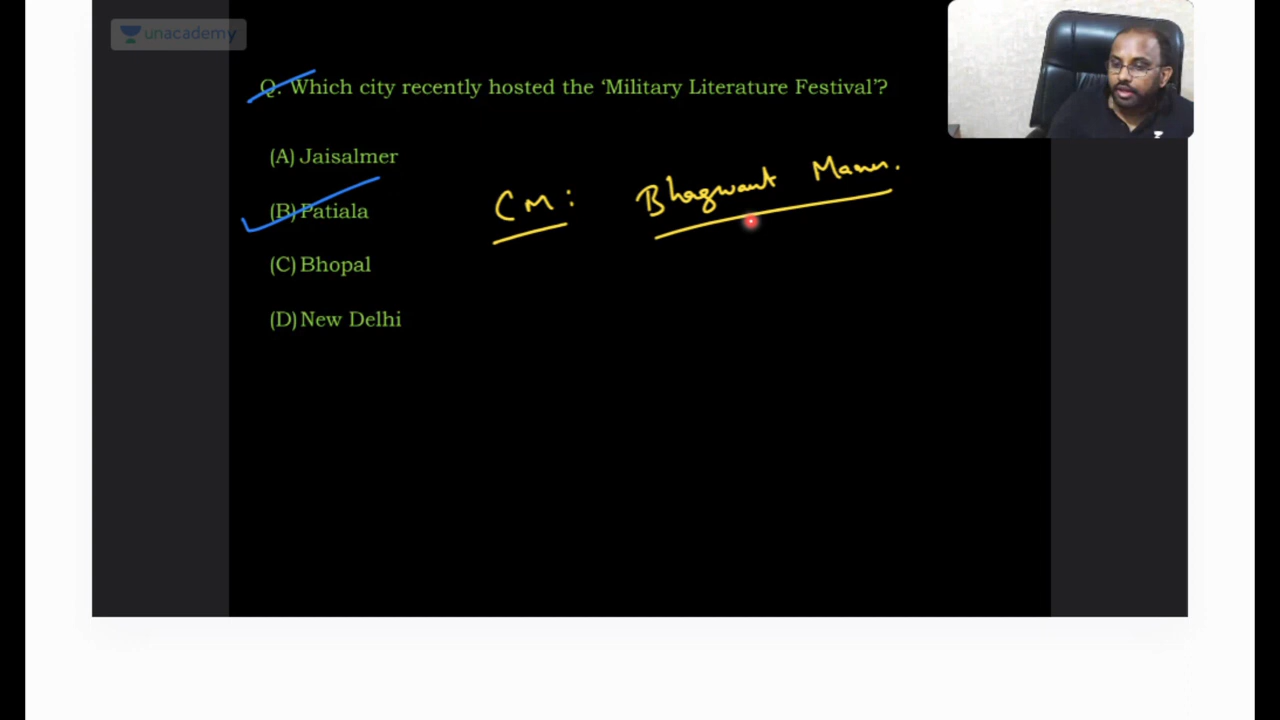 unacademy
Q. Which city recently hosted the ‘Military Literature Festival’?
(A) Jaisalmer
(B) Patiala
CM: Bhagwant Mann.
(C) Bhopal
(D) New Delhi